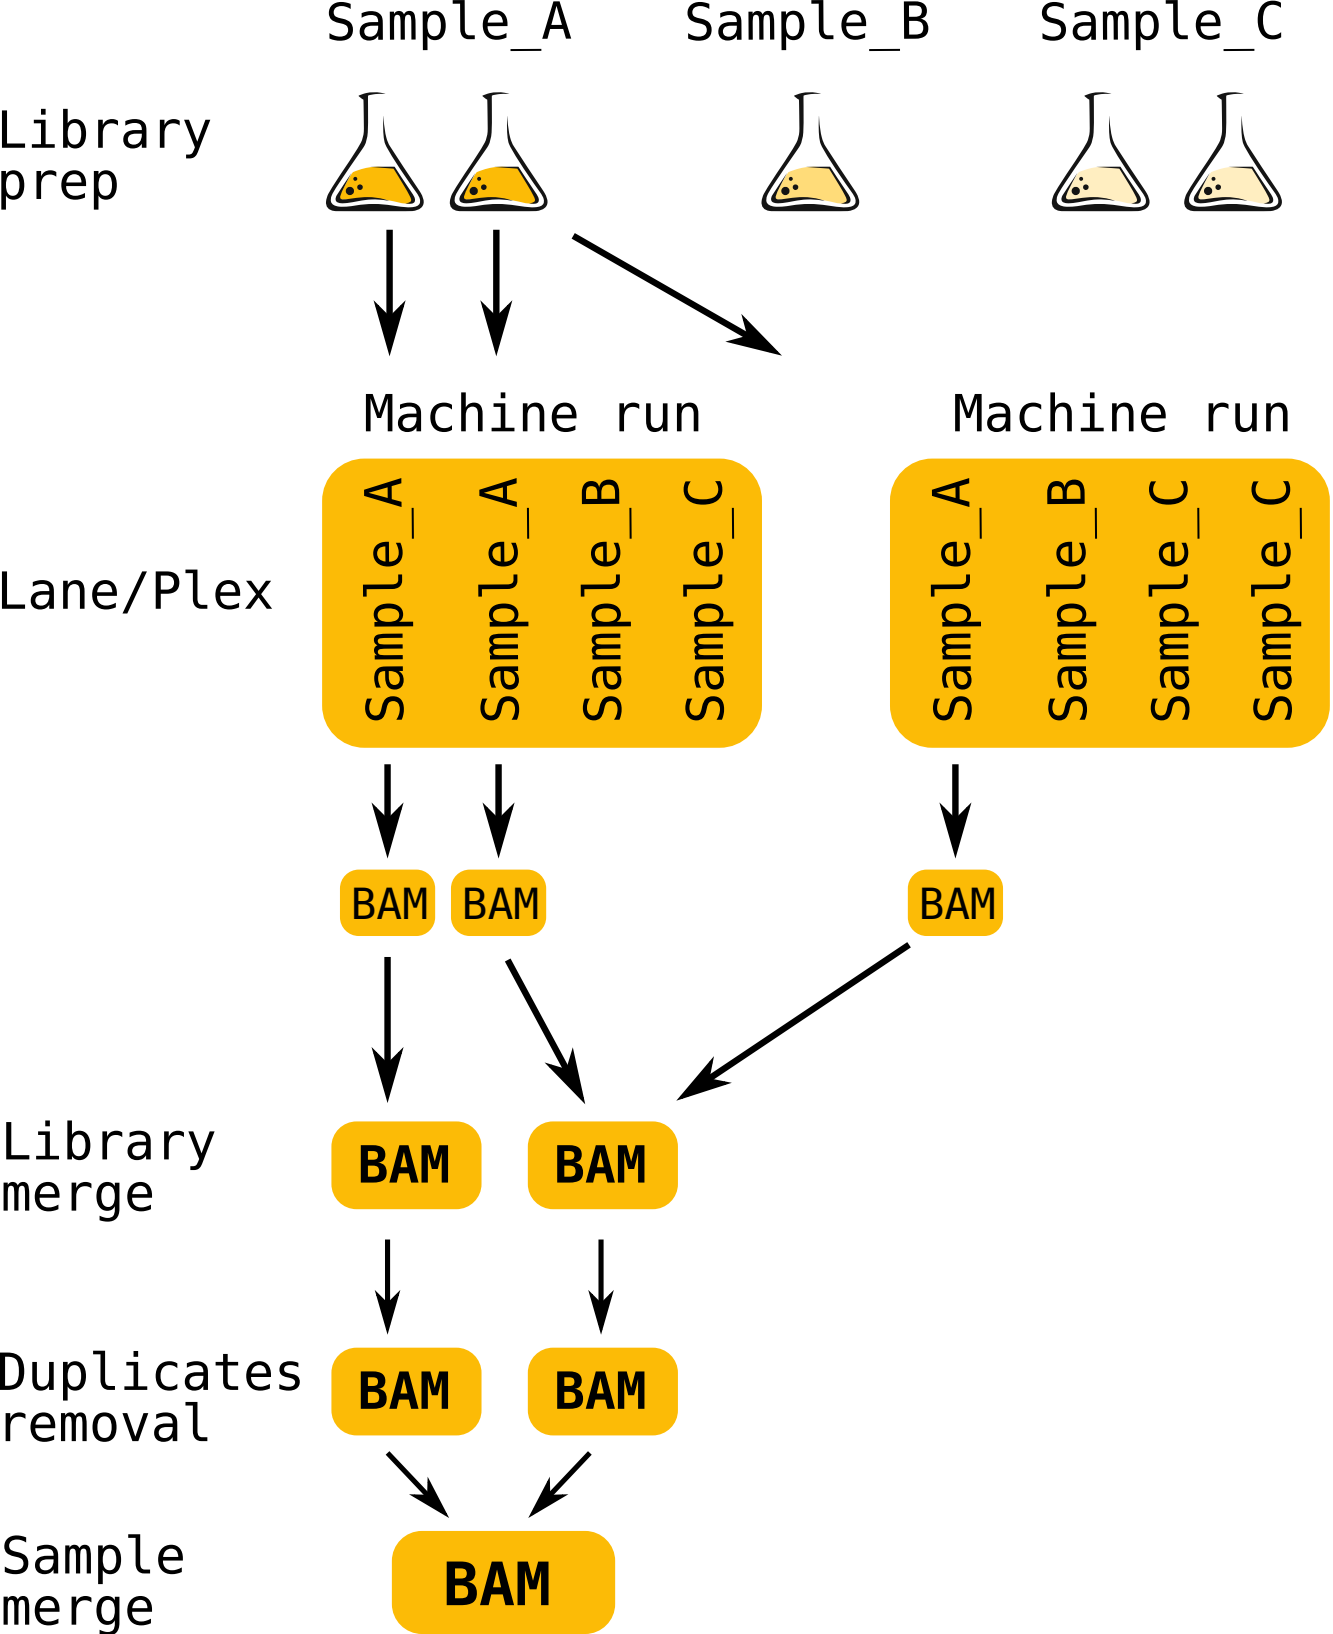 Sample_A Sample_B Sample_C
Library
prep
Machine run Machine run
Sample_A
Sample_A
Sample_B
Sample_C
Sample_A
Sample_B
Sample_C
Sample_C
Lane/Plex
BAM BAM BAM
Library
merge
BAM BAM
Duplicates
removal
BAM BAM
Sample
merge
BAM